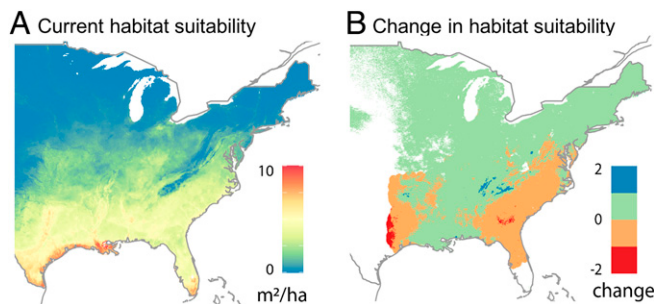 A Current habitat suitability
10
0
m²/ha
B Change in habitat suitability
2
0
-2
change